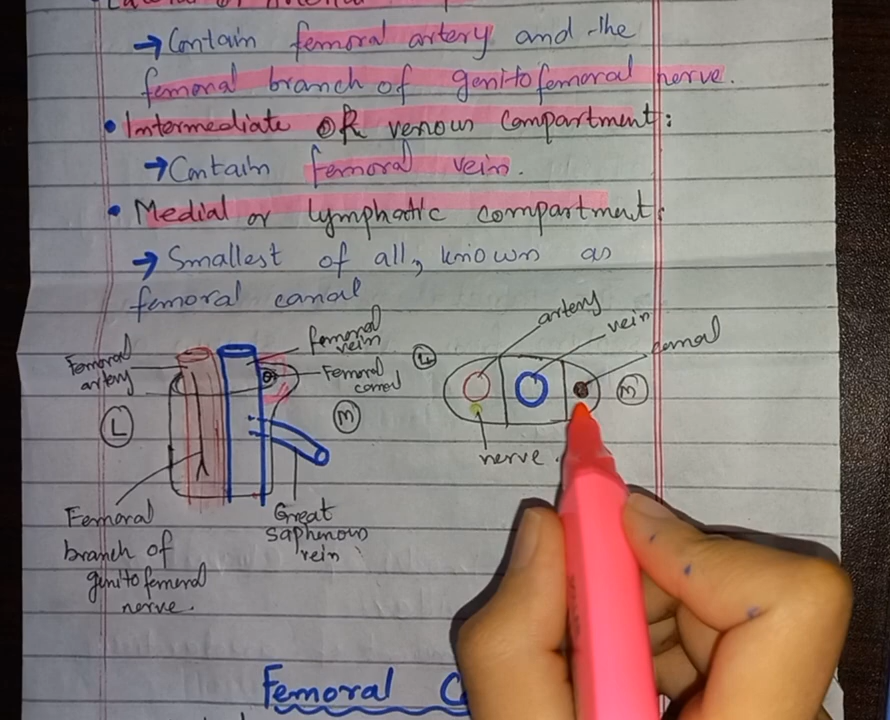 → Contain femoral artery and the
femoral branch of genitofemoral nerve.
• Intermediate OR venous compartment:
→ Contain femoral vein.
• Medial or lymphatic compartment:
→ Smallest of all, known as
femoral canal
Femoral
artery
femoral
vein
Femoral
canal
L
M
Femoral
branch of
genitofemoral
nerve.
Great
saphenous
vein
artery
vein
canal
L
M
nerve.
Femoral